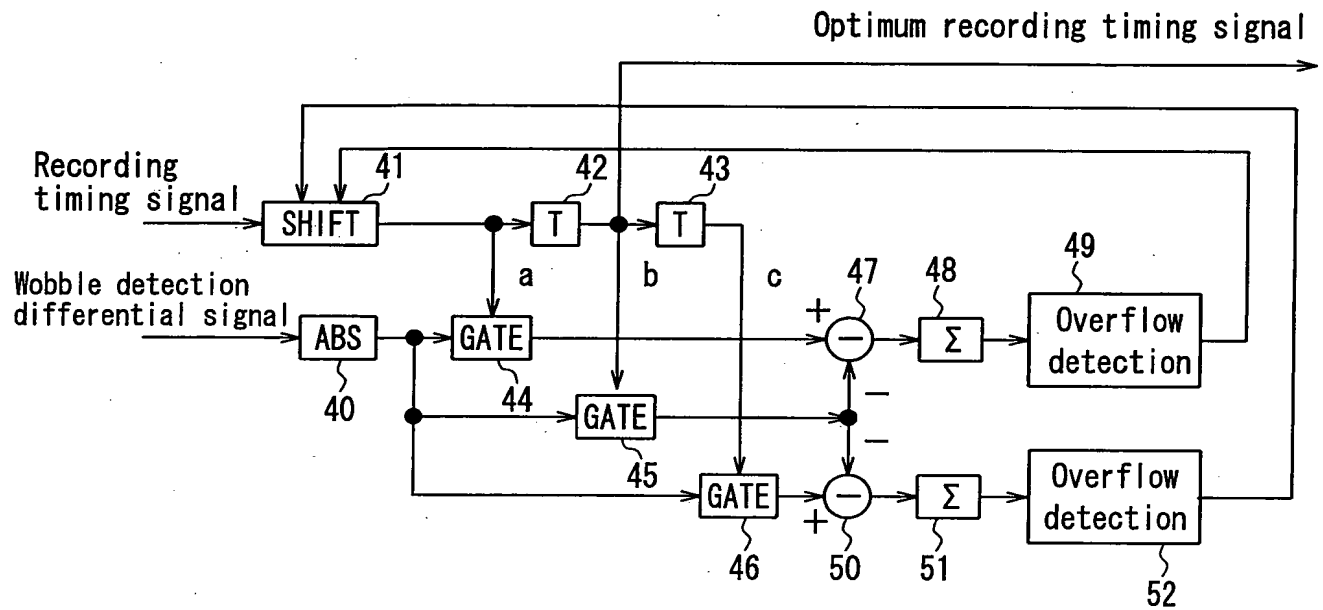 Optimum recording timing signal
Recording
timing signal
41
42
43
SHIFT
T
T
Wobble detection
differential signal
a
b
c
47
48
49
ABS
GATE
+
−
Σ
Overflow
detection
40
44
−
GATE
−
45
GATE
+
−
Σ
Overflow
detection
46
50
51
52